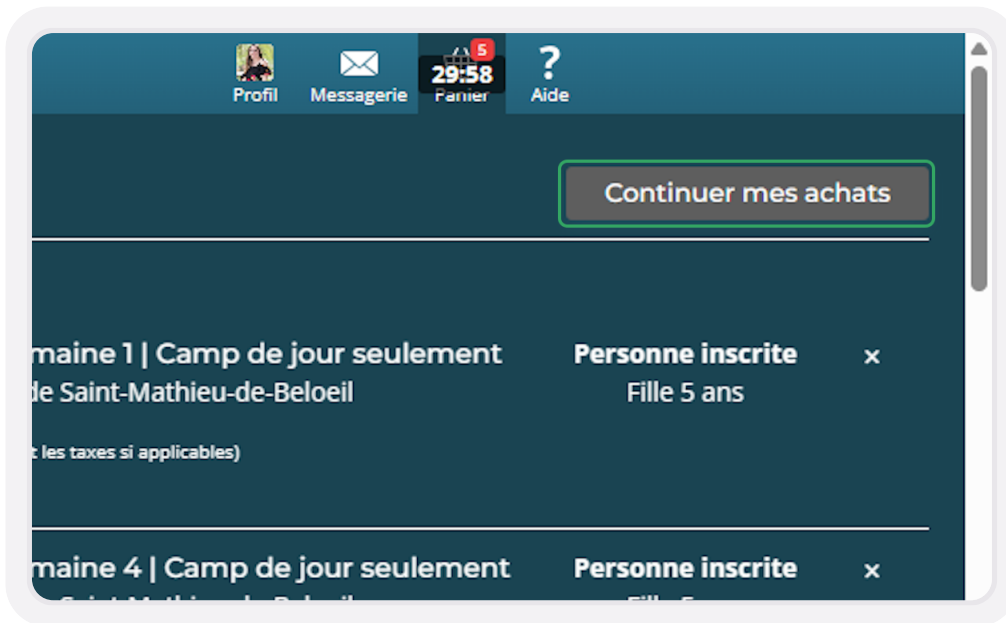 5
29:58
Profil
Messagerie
Panier
?
Aide
Continuer mes achats
maine 1 | Camp de jour seulement
Personne inscrite
×
de Saint-Mathieu-de-Beloeil
Fille 5 ans
t les taxes si applicables)
maine 4 | Camp de jour seulement
Personne inscrite
×